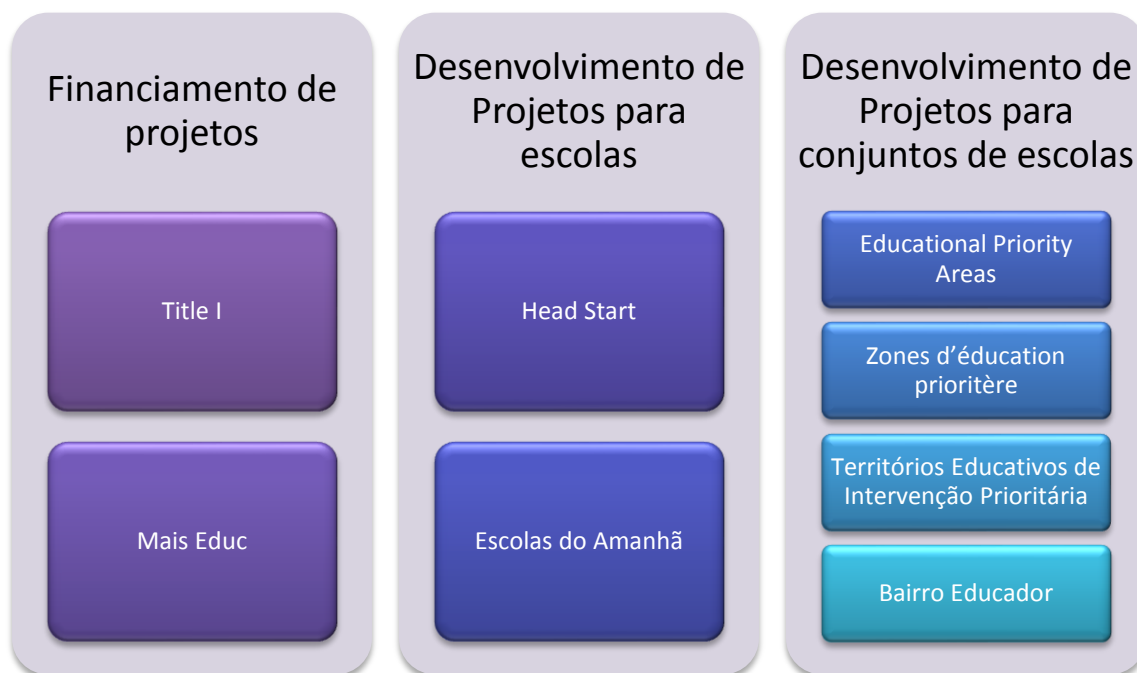 Financiamento de
projetos
Title I
Mais Educ
Desenvolvimento de
Projetos para
escolas
Head Start
Escolas do Amanhã
Desenvolvimento de
Projetos para
conjuntos de escolas
Educational Priority
Areas
Zones d’éducation
prioritère
Territórios Educativos de
Intervenção Prioritária
Bairro Educador